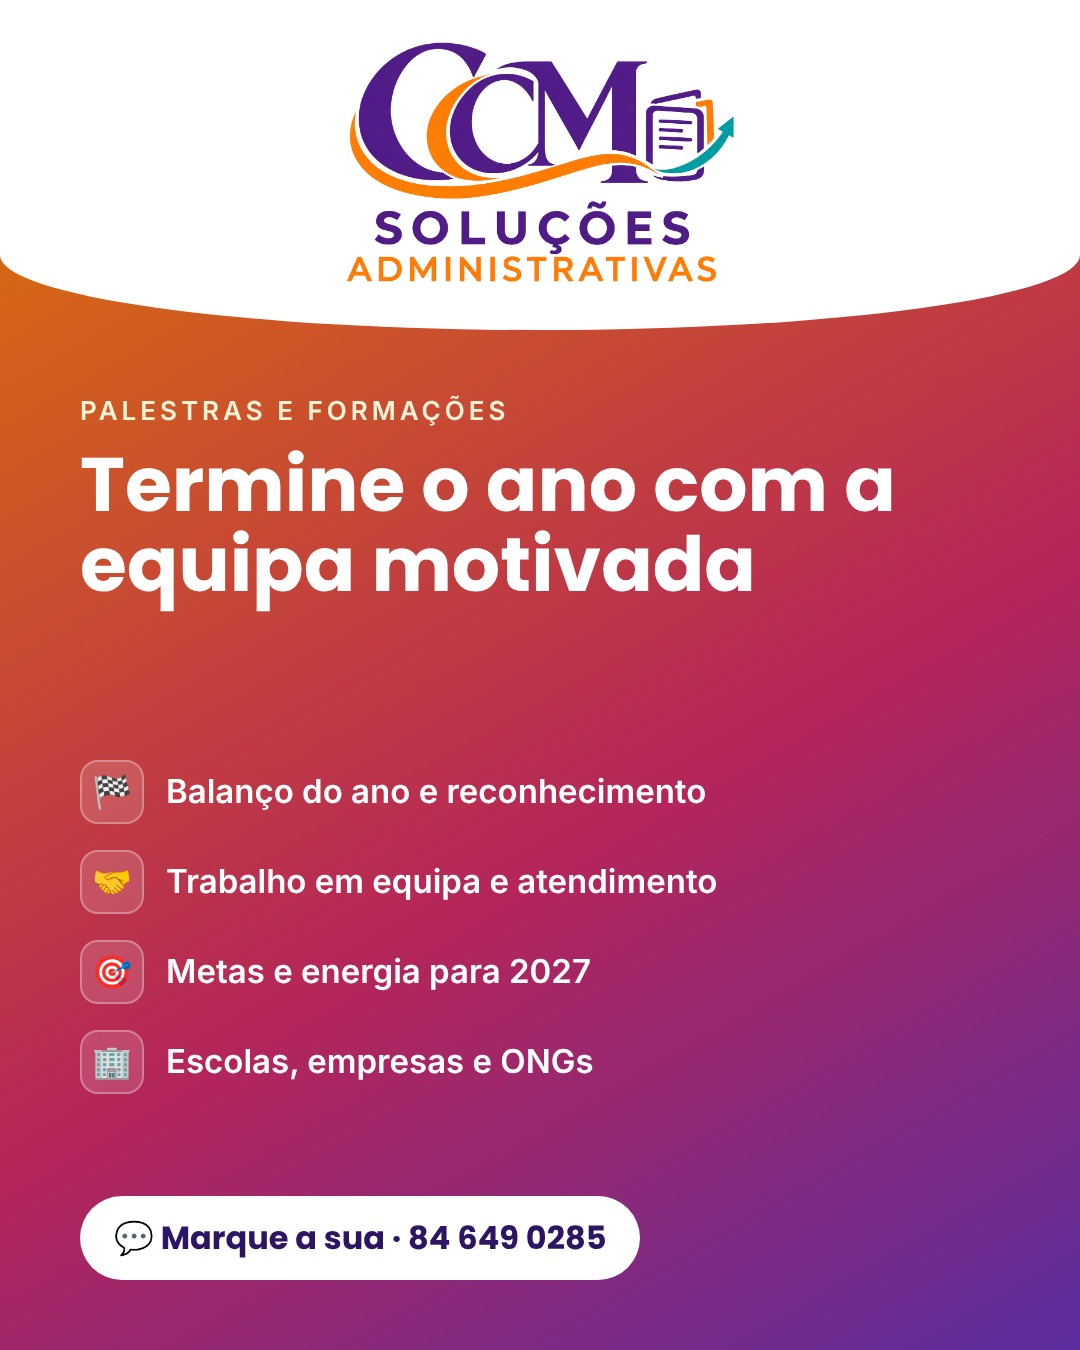 CCM
SOLUÇÕES
ADMINISTRATIVAS
PALESTRAS E FORMAÇÕES
Termine o ano com a
equipa motivada
Balanço do ano e reconhecimento
Trabalho em equipa e atendimento
Metas e energia para 2027
Escolas, empresas e ONGs
Marque a sua · 84 649 0285